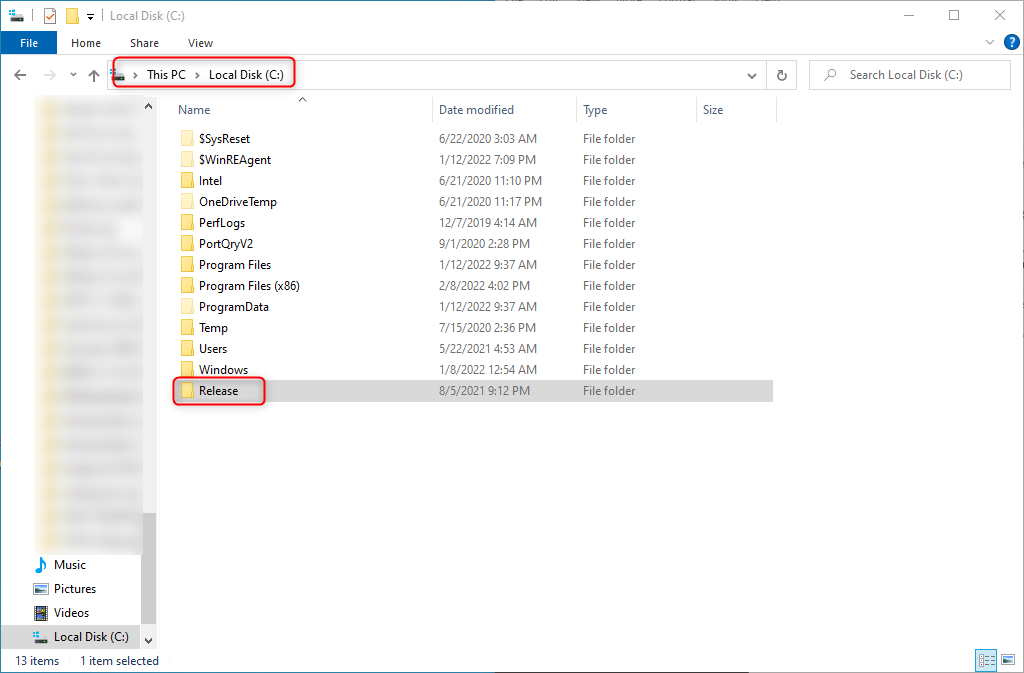 Local Disk (C:)
File Home Share View ?
This PC > Local Disk (C:) Search Local Disk (C:)
Name Date modified Type Size
$SysReset 6/22/2020 3:03 AM File folder
$WinREAgent 1/12/2022 7:09 PM File folder
Intel 6/21/2020 11:10 PM File folder
OneDriveTemp 6/21/2020 11:17 PM File folder
PerfLogs 12/7/2019 4:14 AM File folder
PortQryV2 9/1/2020 2:28 PM File folder
Program Files 1/12/2022 9:37 AM File folder
Program Files (x86) 2/8/2022 4:02 PM File folder
ProgramData 1/12/2022 9:37 AM File folder
Temp 7/15/2020 2:36 PM File folder
Users 5/22/2021 4:53 AM File folder
Windows 1/8/2022 12:54 AM File folder
Release 8/5/2021 9:12 PM File folder
Music
Pictures
Videos
Local Disk (C:)
13 items 1 item selected